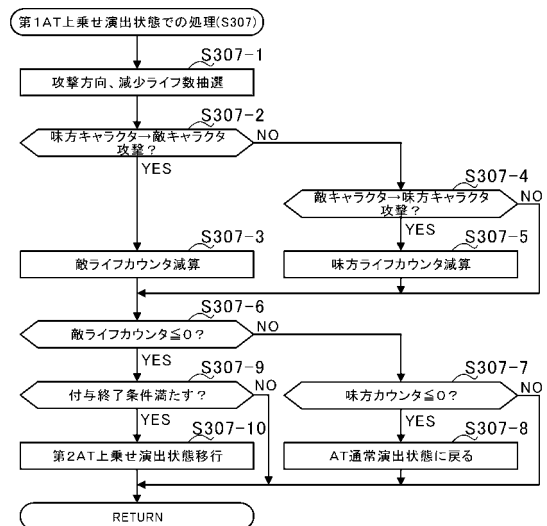 第1AT上乗せ演出状態での処理(S307)
S307-1
攻撃方向、減少ライフ数抽選
S307-2
味方キャラクタ→敵キャラクタ
攻撃?
NO
YES
S307-4
敵キャラクタ→味方キャラクタ
攻撃?
NO
YES
S307-3
敵ライフカウンタ減算
S307-5
味方ライフカウンタ減算
S307-6
敵ライフカウンタ≦0?
NO
YES
S307-9
付与終了条件満たす?
NO
YES
S307-7
味方カウンタ≦0?
NO
YES
S307-10
第2AT上乗せ演出状態移行
S307-8
AT通常演出状態に戻る
RETURN